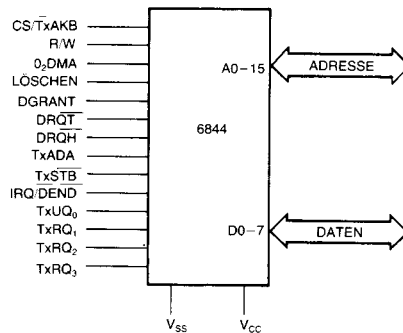 CS/TxAKB
R/W
0₂DMA
LÖSCHEN
DGRANT
DRQT
DRQH
TxADA
TxSTB
IRQ/DEND
TxUQ₀
TxRQ₁
TxRQ₂
TxRQ₃
6844
A0–15
ADRESSE
D0–7
DATEN
V_SS
V_CC